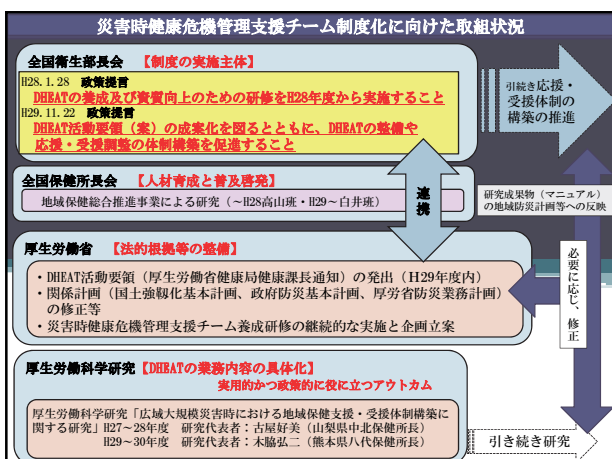 災害時健康危機管理支援チーム制度化に向けた取組状況
全国衛生部長会 【制度の実施主体】
H28.1.28 政策提言
DHEATの養成及び資質向上のための研修をH28年度から実施すること
H29.11.22 政策提言
DHEAT活動要領（案）の成案化を図るとともに、DHEATの整備や
応援・受援調整の体制構築を促進すること
引続き応援・
受援体制の
構築の推進
全国保健所長会 【人材育成と普及啓発】
地域保健総合推進事業による研究（～H28高山班・H29～白井班）
連携
研究成果物（マニュアル）
の地域防災計画等への反映
厚生労働省 【法的根拠等の整備】
・DHEAT活動要領（厚生労働省健康局健康課長通知）の発出（H29年度内）
・関係計画（国土強靱化基本計画、政府防災基本計画、厚労省防災業務計画）
の修正等
・災害時健康危機管理支援チーム養成研修の継続的な実施と企画立案
必要に応じ、修正
厚生労働科学研究【DHEATの業務内容の具体化】
実用的かつ政策的に役に立つアウトカム
厚生労働科学研究「広域大規模災害時における地域保健支援・受援体制構築に
関する研究」H27～28年度 研究代表者：古屋好美（山梨県中北保健所長）
H29～30年度 研究代表者：木脇弘二（熊本県八代保健所長）
引き続き研究